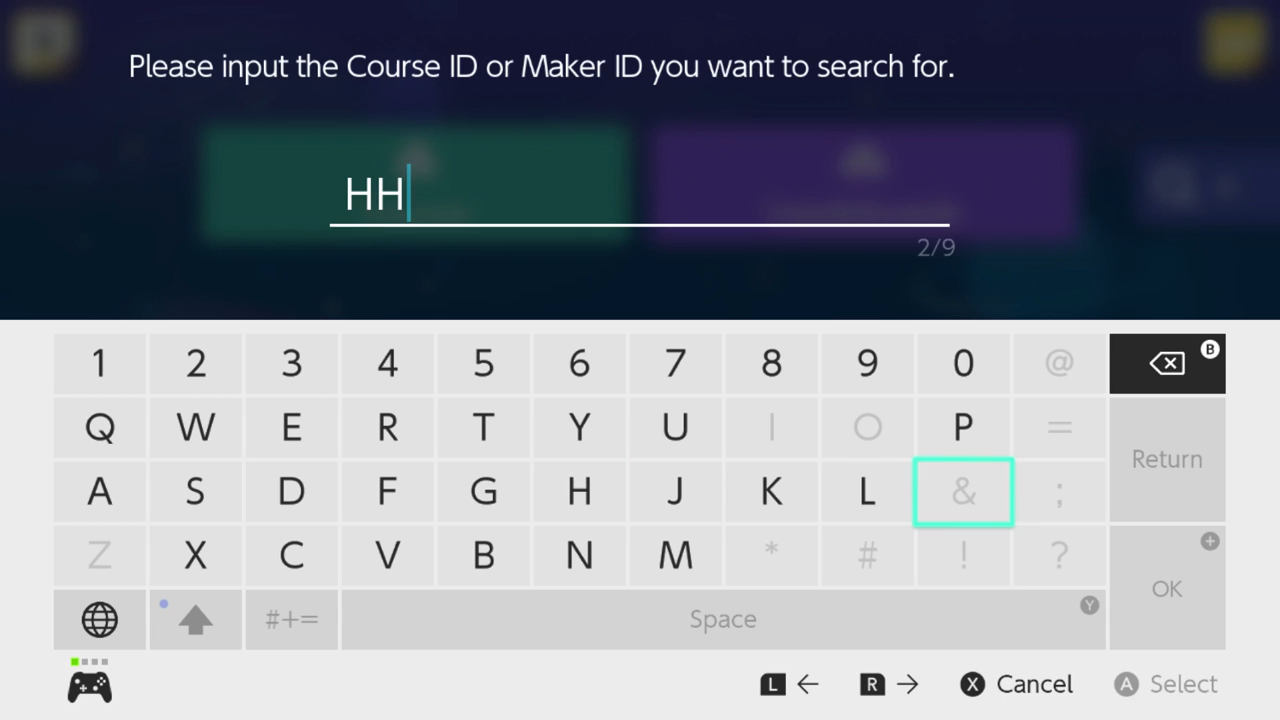 Please input the Course ID or Maker ID you want to search for.
HH
2/9
1 2 3 4 5 6 7 8 9 0 @ B
Q W E R T Y U I O P = Return
A S D F G H J K L & ;
Z X C V B N M * # ! ? + OK
#+= Space Y
L ← R → X Cancel A Select